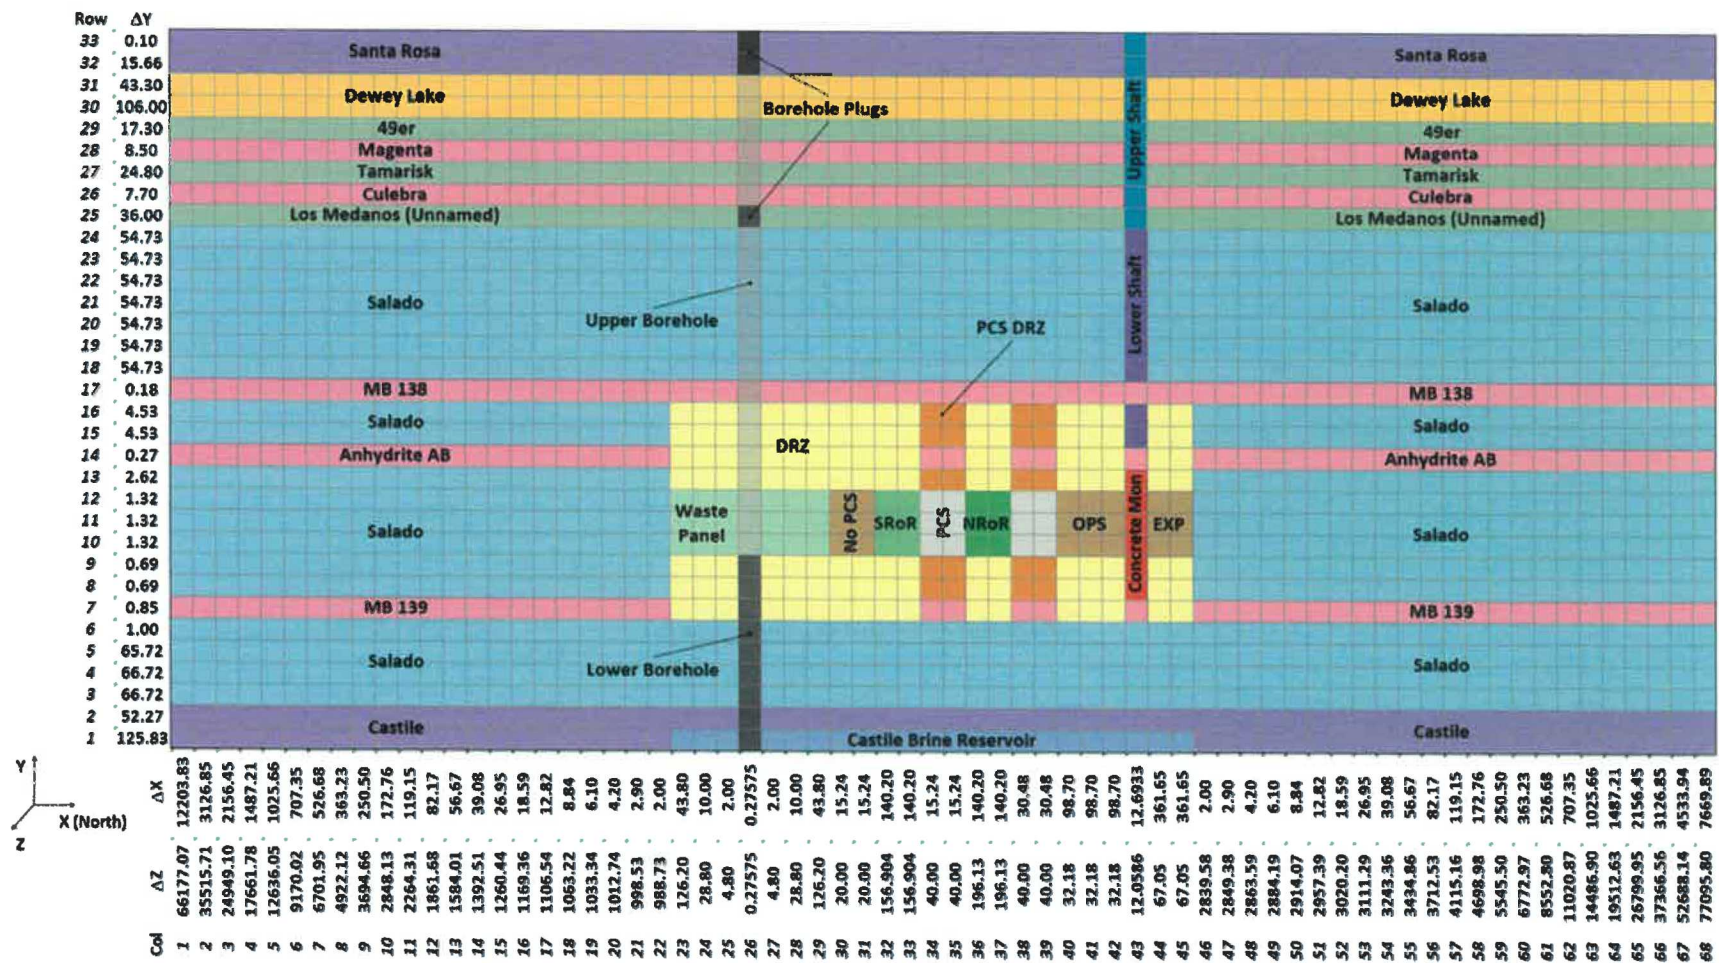 Row ΔY
33 0.10
Santa Rosa Santa Rosa
32 15.66
31 43.30
Dewey Lake Dewey Lake
30 106.00
Borehole Plugs
Upper Shaft
29 17.30 49er 49er
28 8.50 Magenta Magenta
27 24.80 Tamarisk Tamarisk
26 7.70 Culebra Culebra
25 36.00 Los Medanos (Unnamed) Los Medanos (Unnamed)
24 54.73
23 54.73
22 54.73
21 54.73 Salado Lower Shaft Salado
20 54.73 Upper Borehole PCS DRZ
19 54.73
18 54.73
17 0.18 MB 138 MB 138
16 4.53
Salado Salado
15 4.53
DRZ
14 0.27 Anhydrite AB Anhydrite AB
13 2.62
12 1.32
11 1.32 Waste Panel No PCS SRoR PCS NRoR OPS Concrete Mon EXP
Salado Salado
10 1.32
9 0.69
8 0.69
7 0.85 MB 139 MB 139
6 1.00
5 65.72
Salado Lower Borehole Salado
4 66.72
3 66.72
2 52.27
Castile Castile
1 125.83 Castile Brine Reservoir
Y
X (North)
Z
ΔX 12203.83 3126.85 2156.45 1487.21 1025.66 707.35 526.68 363.23 250.50 172.76 119.15 82.17 56.67 39.08 26.95 18.59 12.82 8.84 6.10 4.20 2.90 2.00 43.80 10.00 2.00 0.27575 2.00 10.00 43.80 15.24 15.24 140.20 140.20 15.24 15.24 140.20 140.20 30.48 30.48 98.70 98.70 98.70 12.6933 361.65 361.65 2.00 2.90 4.20 6.10 8.84 12.82 18.59 26.95 39.08 56.67 82.17 119.15 172.76 250.50 363.23 526.68 707.35 1025.66 1487.21 2156.45 3126.85 4533.94 7669.89
ΔZ 66177.07 35515.71 24949.10 17661.78 12636.05 9170.02 6701.95 4922.12 3694.66 2848.13 2264.31 1861.68 1584.01 1392.51 1260.44 1169.36 1106.54 1063.22 1033.34 1012.74 998.53 988.73 126.20 28.80 4.80 0.27575 4.80 28.80 126.20 20.00 20.00 156.904 156.904 40.00 40.00 196.13 196.13 40.00 40.00 32.18 32.18 32.18 12.0586 67.05 67.05 2839.58 2849.38 2863.59 2884.19 2914.07 2957.39 3020.20 3111.29 3243.36 3434.86 3712.53 4115.16 4698.98 5545.50 6772.97 8552.80 11020.87 14486.90 19512.63 26799.95 37366.56 52688.14 77095.80
Col 1 2 3 4 5 6 7 8 9 10 11 12 13 14 15 16 17 18 19 20 21 22 23 24 25 26 27 28 29 30 31 32 33 34 35 36 37 38 39 40 41 42 43 44 45 46 47 48 49 50 51 52 53 54 55 56 57 58 59 60 61 62 63 64 65 66 67 68